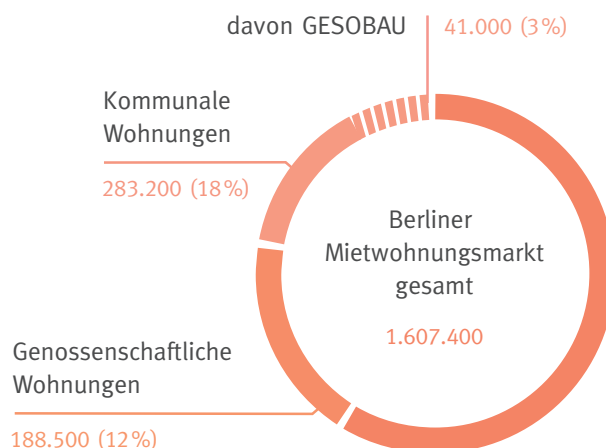 davon GESOBAU
41.000 (3%)
Kommunale
Wohnungen
283.200 (18%)
Berliner
Mietwohnungsmarkt
gesamt
1.607.400
Genossenschaftliche
Wohnungen
188.500 (12%)